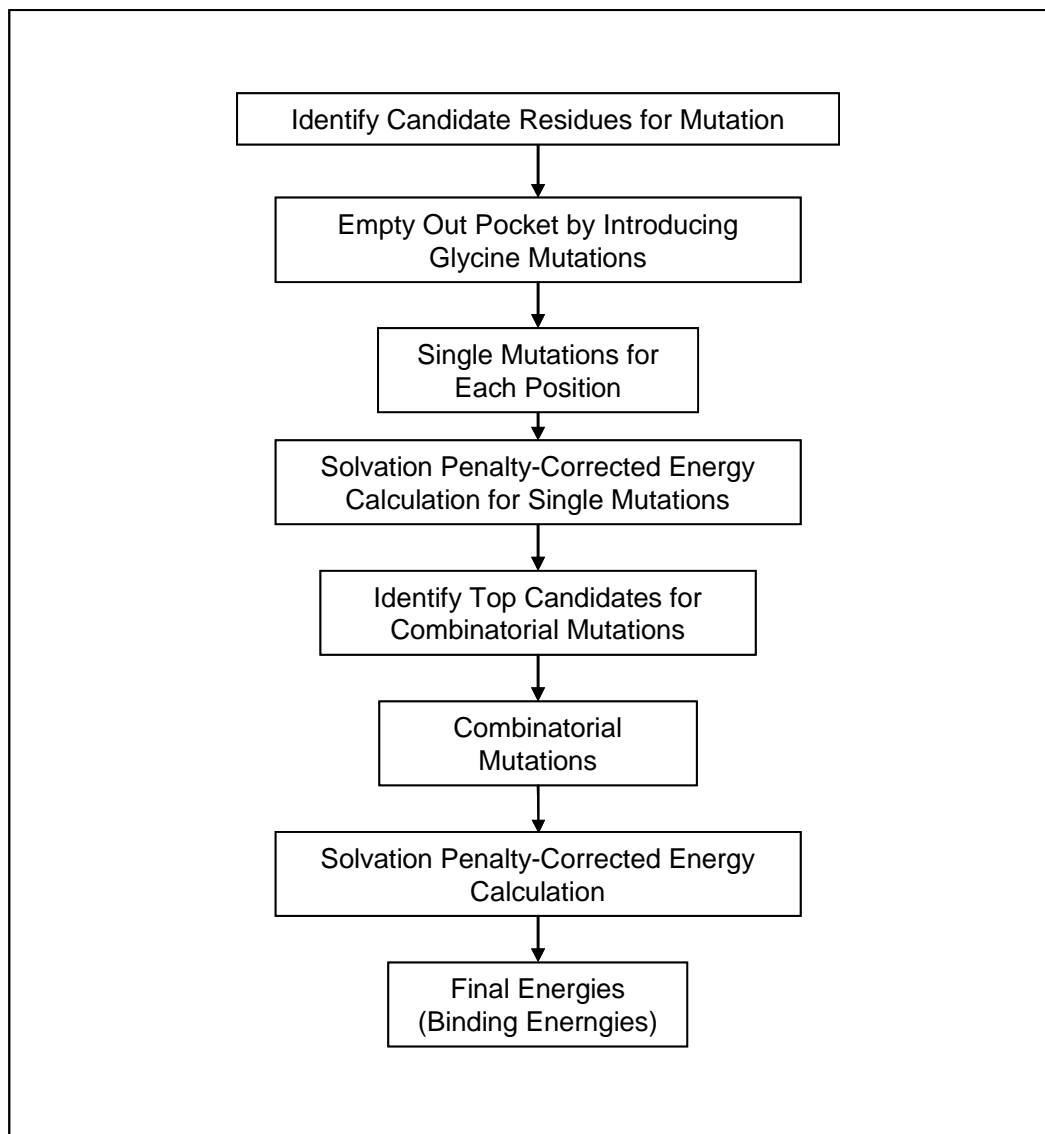 Identify Candidate Residues for Mutation
Empty Out Pocket by Introducing
Glycine Mutations
Single Mutations for
Each Position
Solvation Penalty-Corrected Energy
Calculation for Single Mutations
Identify Top Candidates for
Combinatorial Mutations
Combinatorial
Mutations
Solvation Penalty-Corrected Energy
Calculation
Final Energies
(Binding Enerngies)